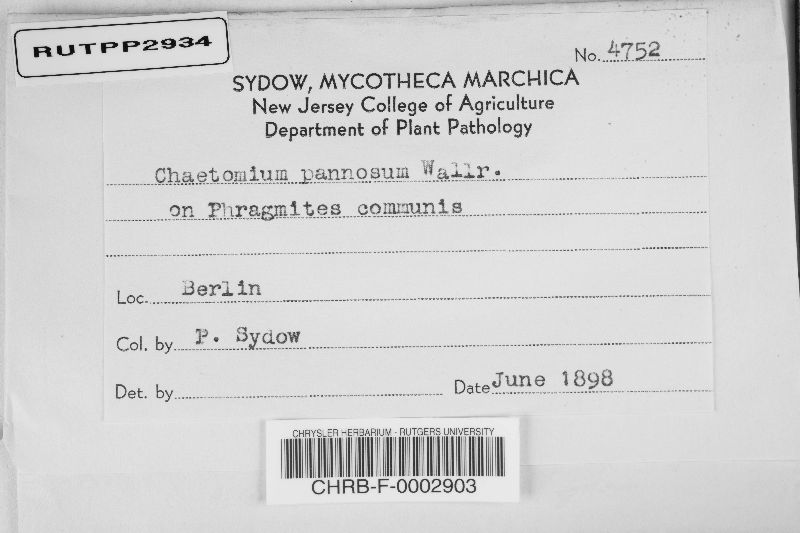 RUTPP2934
No. 4752
SYDOW, MYCOTHECA MARCHICA
New Jersey College of Agriculture
Department of Plant Pathology
Chaetomium pannosum Wallr.
on Phragmites communis
Loc. Berlin
Col. by P. Sydow
Det. by
Date June 1898
CHRYSLER HERBARIUM - RUTGERS UNIVERSITY
CHRB-F-0002903